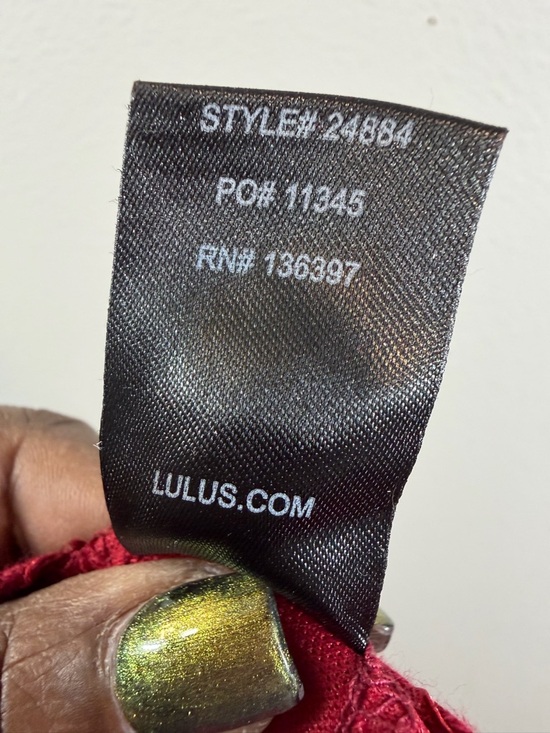 STYLE# 24884
PO# 11345
RN# 136397
LULUS.COM